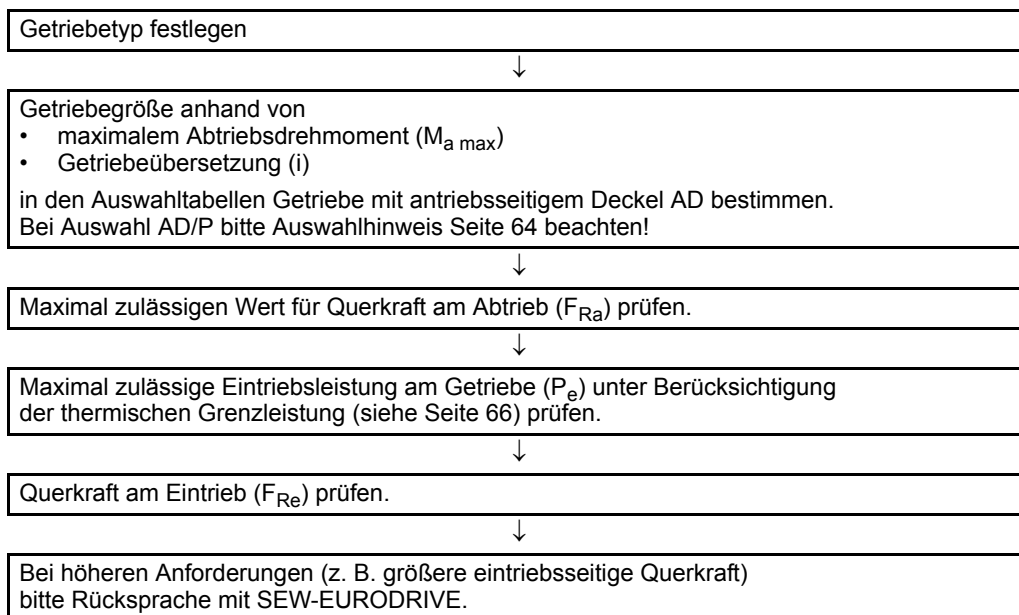 Getriebetyp festlegen
↓
Getriebegröße anhand von
• maximalem Abtriebsdrehmoment (Ma max)
• Getriebeübersetzung (i)
in den Auswahltabellen Getriebe mit antriebsseitigem Deckel AD bestimmen.
Bei Auswahl AD/P bitte Auswahlhinweis Seite 64 beachten!
↓
Maximal zulässigen Wert für Querkraft am Abtrieb (FRa) prüfen.
↓
Maximal zulässige Eintriebsleistung am Getriebe (Pe) unter Berücksichtigung
der thermischen Grenzleistung (siehe Seite 66) prüfen.
↓
Querkraft am Eintrieb (FRe) prüfen.
↓
Bei höheren Anforderungen (z. B. größere eintriebsseitige Querkraft)
bitte Rücksprache mit SEW-EURODRIVE.